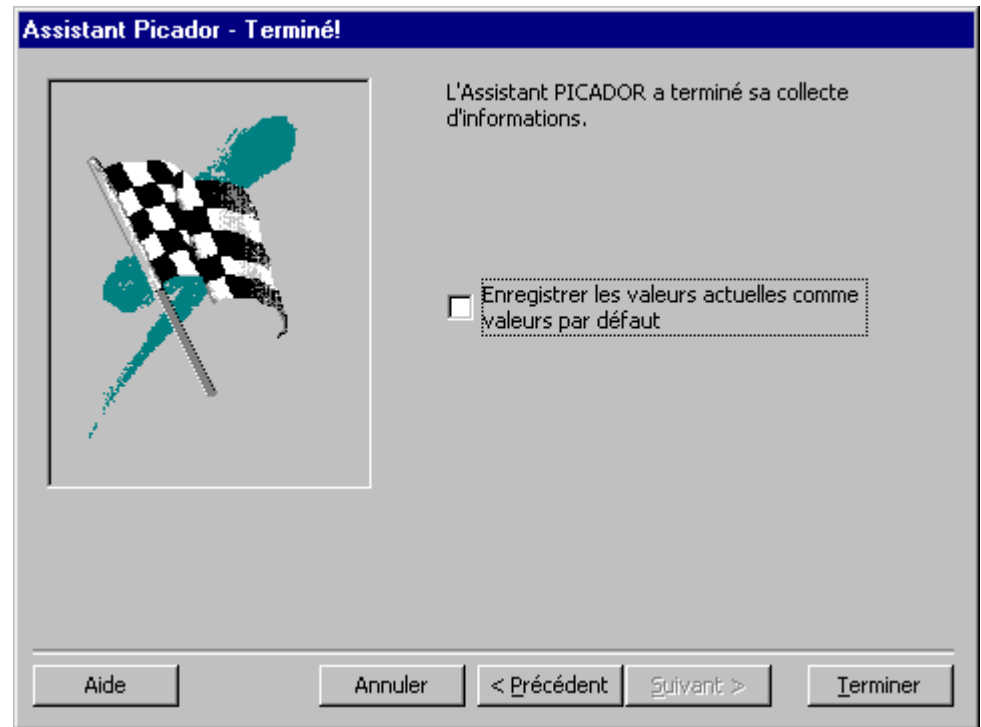 Assistant Picador - Terminé!
L'Assistant PICADOR a terminé sa collecte
d'informations.
Enregistrer les valeurs actuelles comme
valeurs par défaut
Aide
Annuler
< Précédent
Suivant >
Terminer